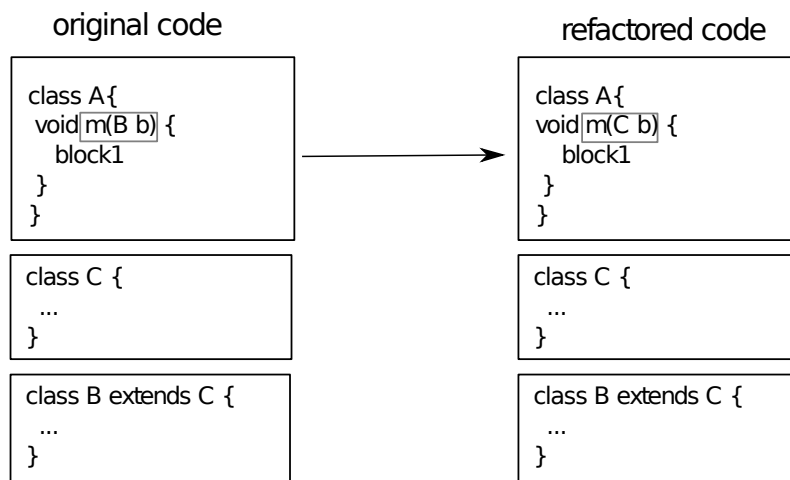 original code
class A{
void m(B b) {
block1
}
}
class C {
...
}
class B extends C {
...
}
refactored code
class A{
void m(C b) {
block1
}
}
class C {
...
}
class B extends C {
...
}